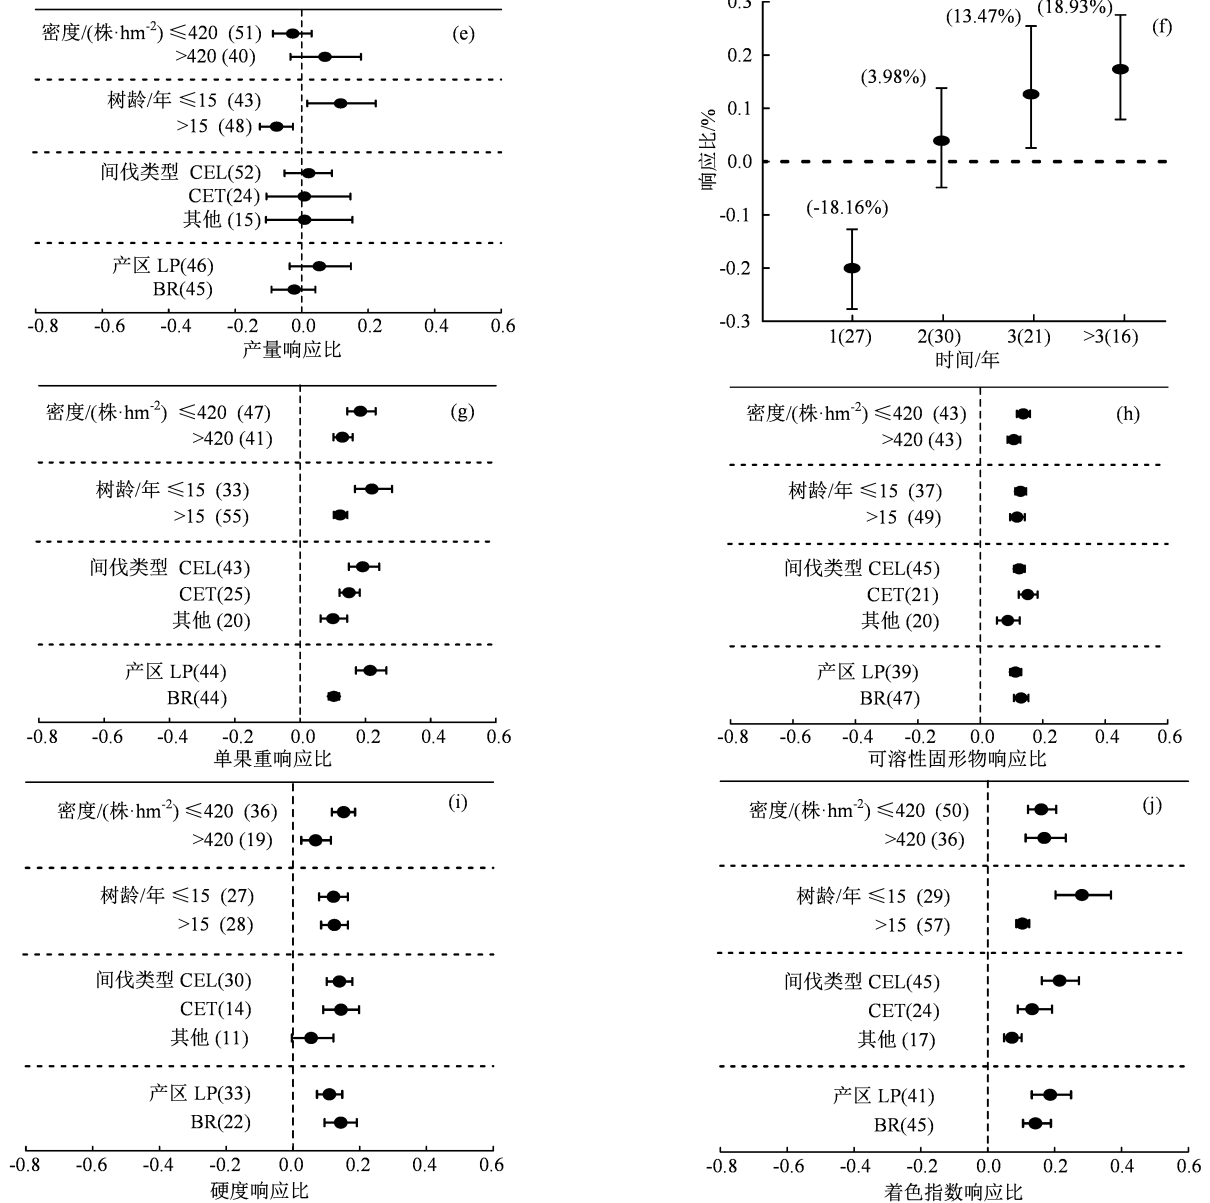 密度/(株·hm⁻²) ≤420 (51)
(e)
>420 (40)
树龄/年 ≤15 (43)
>15 (48)
间伐类型 CEL(52)
CET(24)
其他 (15)
产区 LP(46)
BR(45)
-0.8 -0.6 -0.4 -0.2 0.0 0.2 0.4 0.6
产量响应比
0.3
(13.47%)
(18.93%)
(f)
0.2
(3.98%)
0.1
响应比/%
0.0
(-18.16%)
-0.1
-0.2
-0.3
1(27) 2(30) 3(21) >3(16)
时间/年
密度/(株·hm⁻²) ≤420 (47)
(g)
>420 (41)
树龄/年 ≤15 (33)
>15 (55)
间伐类型 CEL(43)
CET(25)
其他 (20)
产区 LP(44)
BR(44)
-0.8 -0.6 -0.4 -0.2 0.0 0.2 0.4 0.6
单果重响应比
密度/(株·hm⁻²) ≤420 (43)
(h)
>420 (43)
树龄/年 ≤15 (37)
>15 (49)
间伐类型 CEL(45)
CET(21)
其他 (20)
产区 LP(39)
BR(47)
-0.8 -0.6 -0.4 -0.2 0.0 0.2 0.4 0.6
可溶性固形物响应比
密度/(株·hm⁻²) ≤420 (36)
(i)
>420 (19)
树龄/年 ≤15 (27)
>15 (28)
间伐类型 CEL(30)
CET(14)
其他 (11)
产区 LP(33)
BR(22)
-0.8 -0.6 -0.4 -0.2 0.0 0.2 0.4 0.6
硬度响应比
密度/(株·hm⁻²) ≤420 (50)
(j)
>420 (36)
树龄/年 ≤15 (29)
>15 (57)
间伐类型 CEL(45)
CET(24)
其他 (17)
产区 LP(41)
BR(45)
-0.8 -0.6 -0.4 -0.2 0.0 0.2 0.4 0.6
着色指数响应比